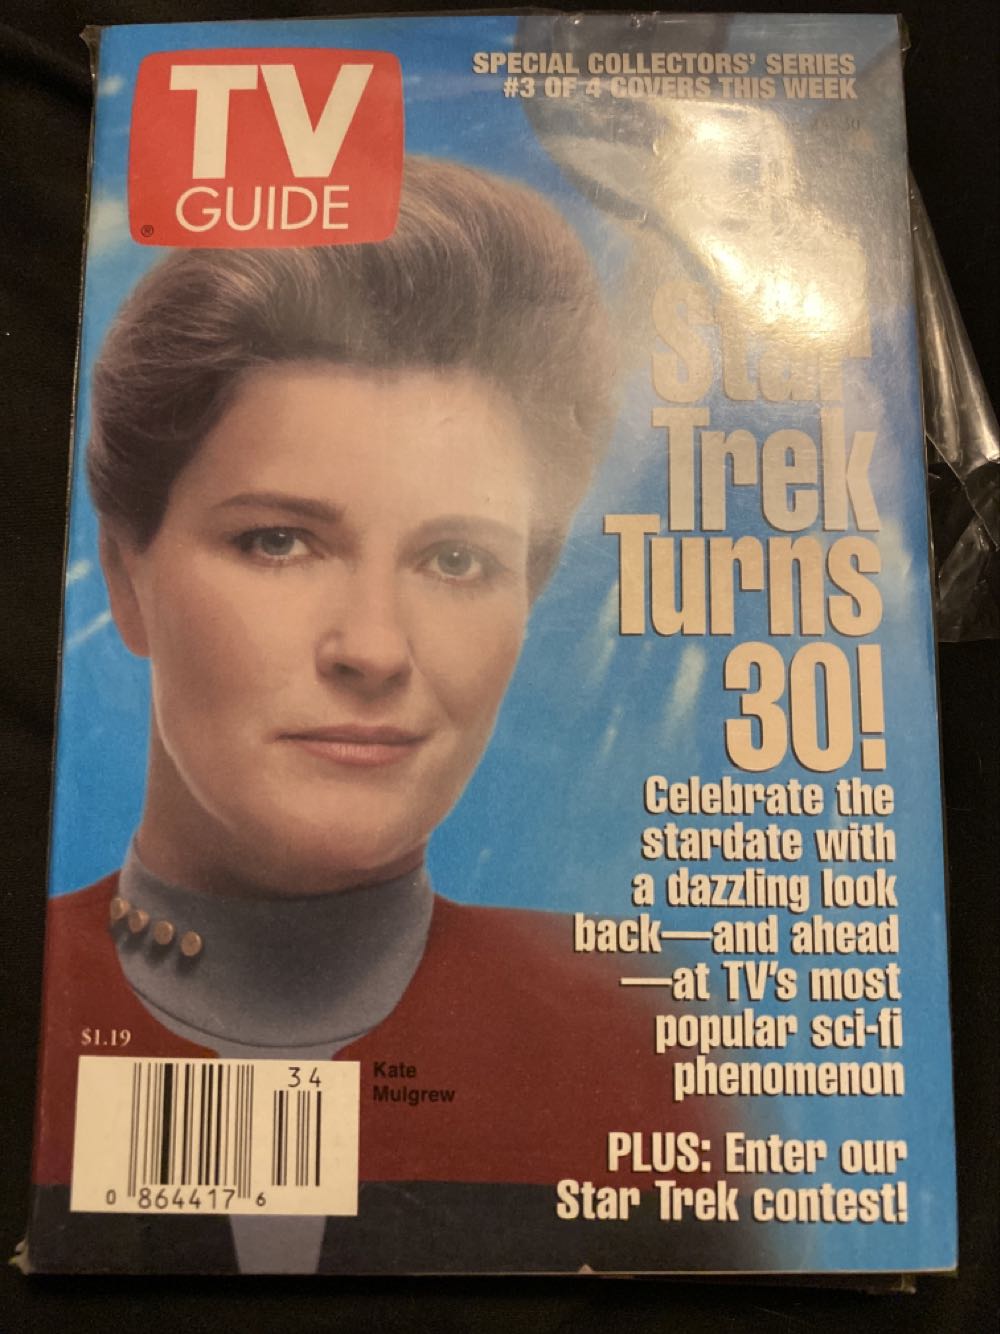 TV
GUIDE
®
SPECIAL COLLECTORS' SERIES
#3 OF 4 COVERS THIS WEEK
Star
Trek
Turns
30!
Celebrate the
stardate with
a dazzling look
back—and ahead
—at TV's most
popular sci-fi
phenomenon
PLUS: Enter our
Star Trek contest!
$1.19
Kate
Mulgrew
34
0 864417 6